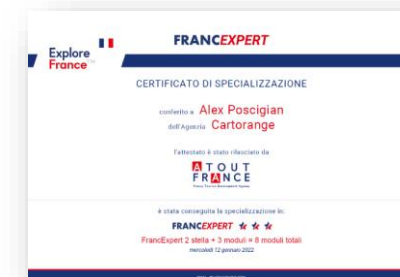 FRANCEXPERT
Explore
France
CERTIFICATO DI SPECIALIZZAZIONE
conferito a Alex Poscigian
dell'Agenzia Cartorange
l'attestato è stato rilasciato da
ATOUT
FRANCE
è stata conseguita la specializzazione in:
FRANCEXPERT
FrancExpert 2 stella + 3 moduli = 8 moduli totali
mercoledì 12 gennaio 2022